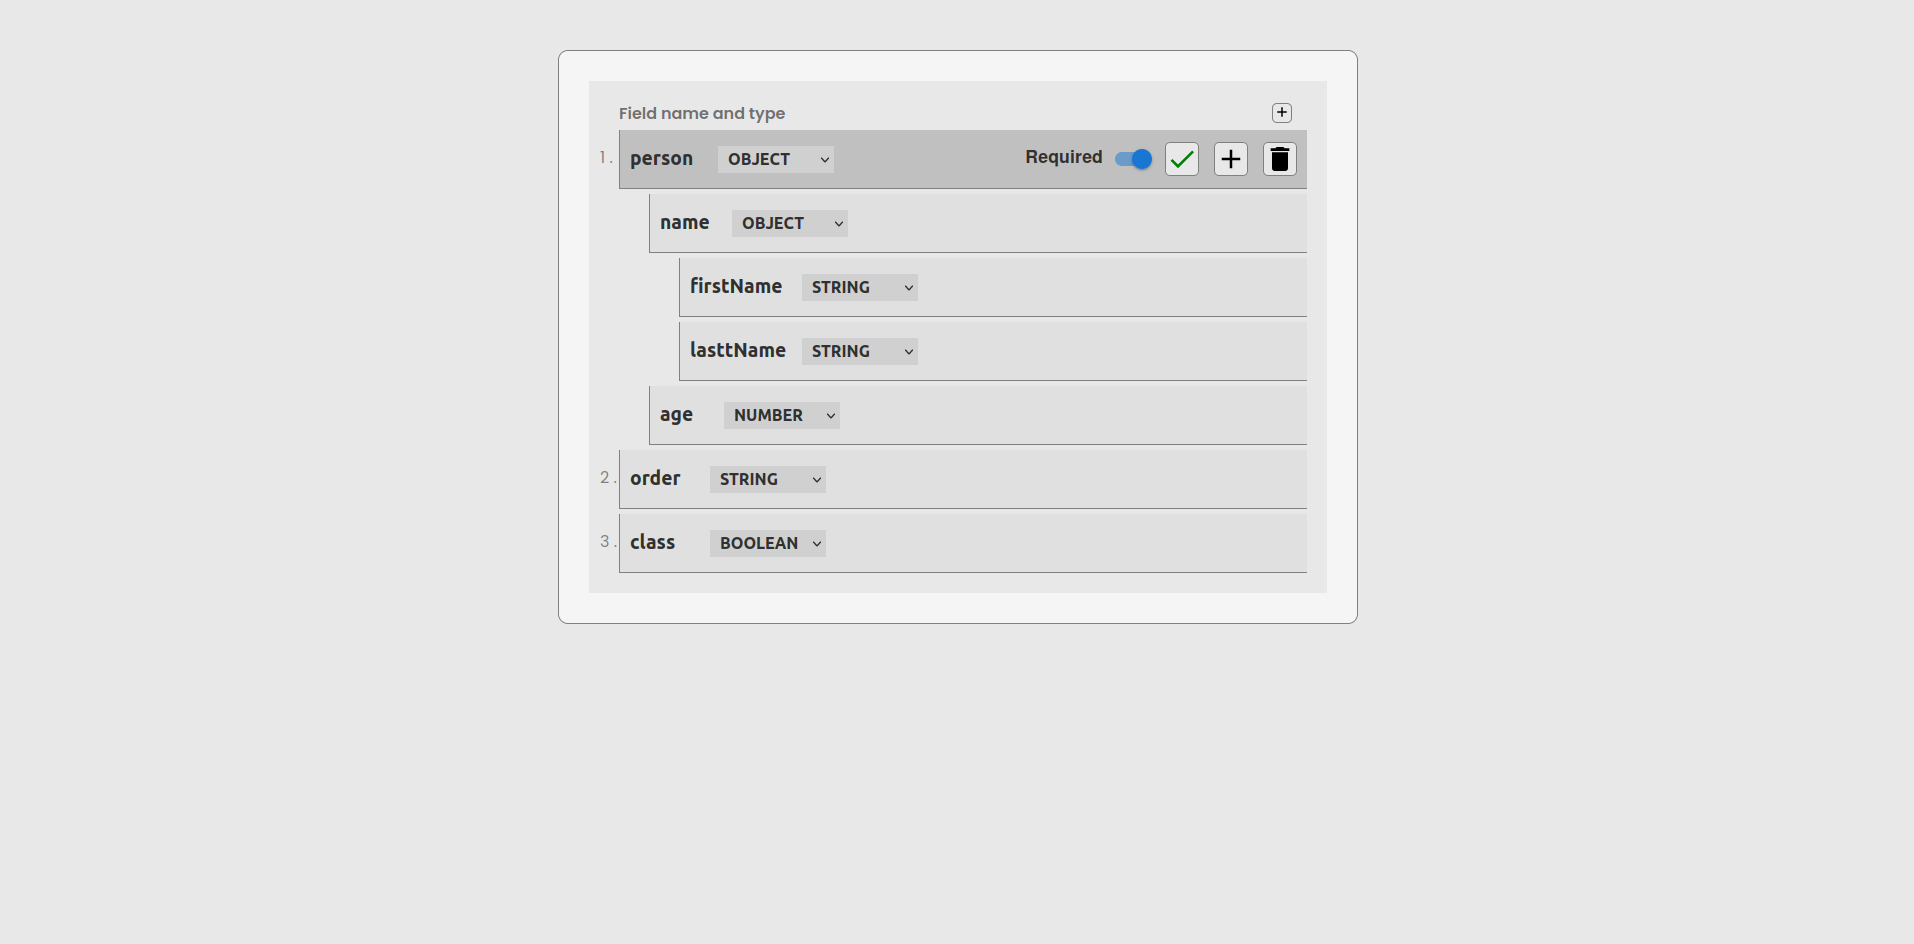 Field name and type
1. person OBJECT Required
name OBJECT
firstName STRING
lasttName STRING
age NUMBER
2. order STRING
3. class BOOLEAN